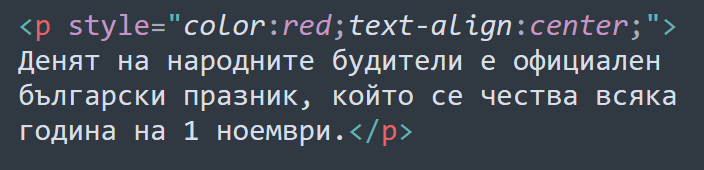 <p style="color:red;text-align:center;">
Денят на народните будители е официален
български празник, който се чества всяка
година на 1 ноември.</p>